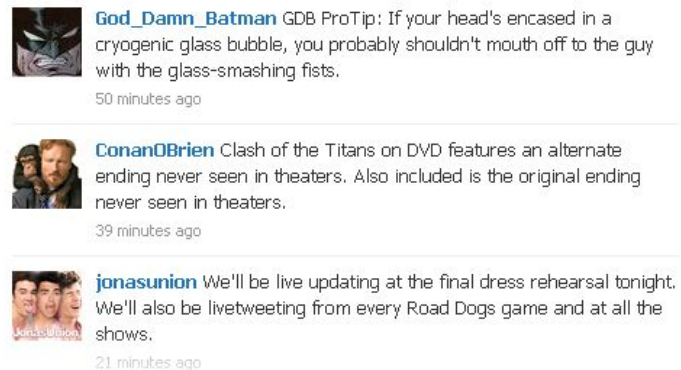 God_Damn_Batman GDB ProTip: If your head's encased in a
cryogenic glass bubble, you probably shouldn't mouth off to the guy
with the glass-smashing fists.
50 minutes ago
ConanOBrien Clash of the Titans on DVD features an alternate
ending never seen in theaters. Also included is the original ending
never seen in theaters.
39 minutes ago
jonasunion We'll be live updating at the final dress rehearsal tonight.
We'll also be livetweeting from every Road Dogs game and at all the
shows.
JonasUnion
21 minutes ago